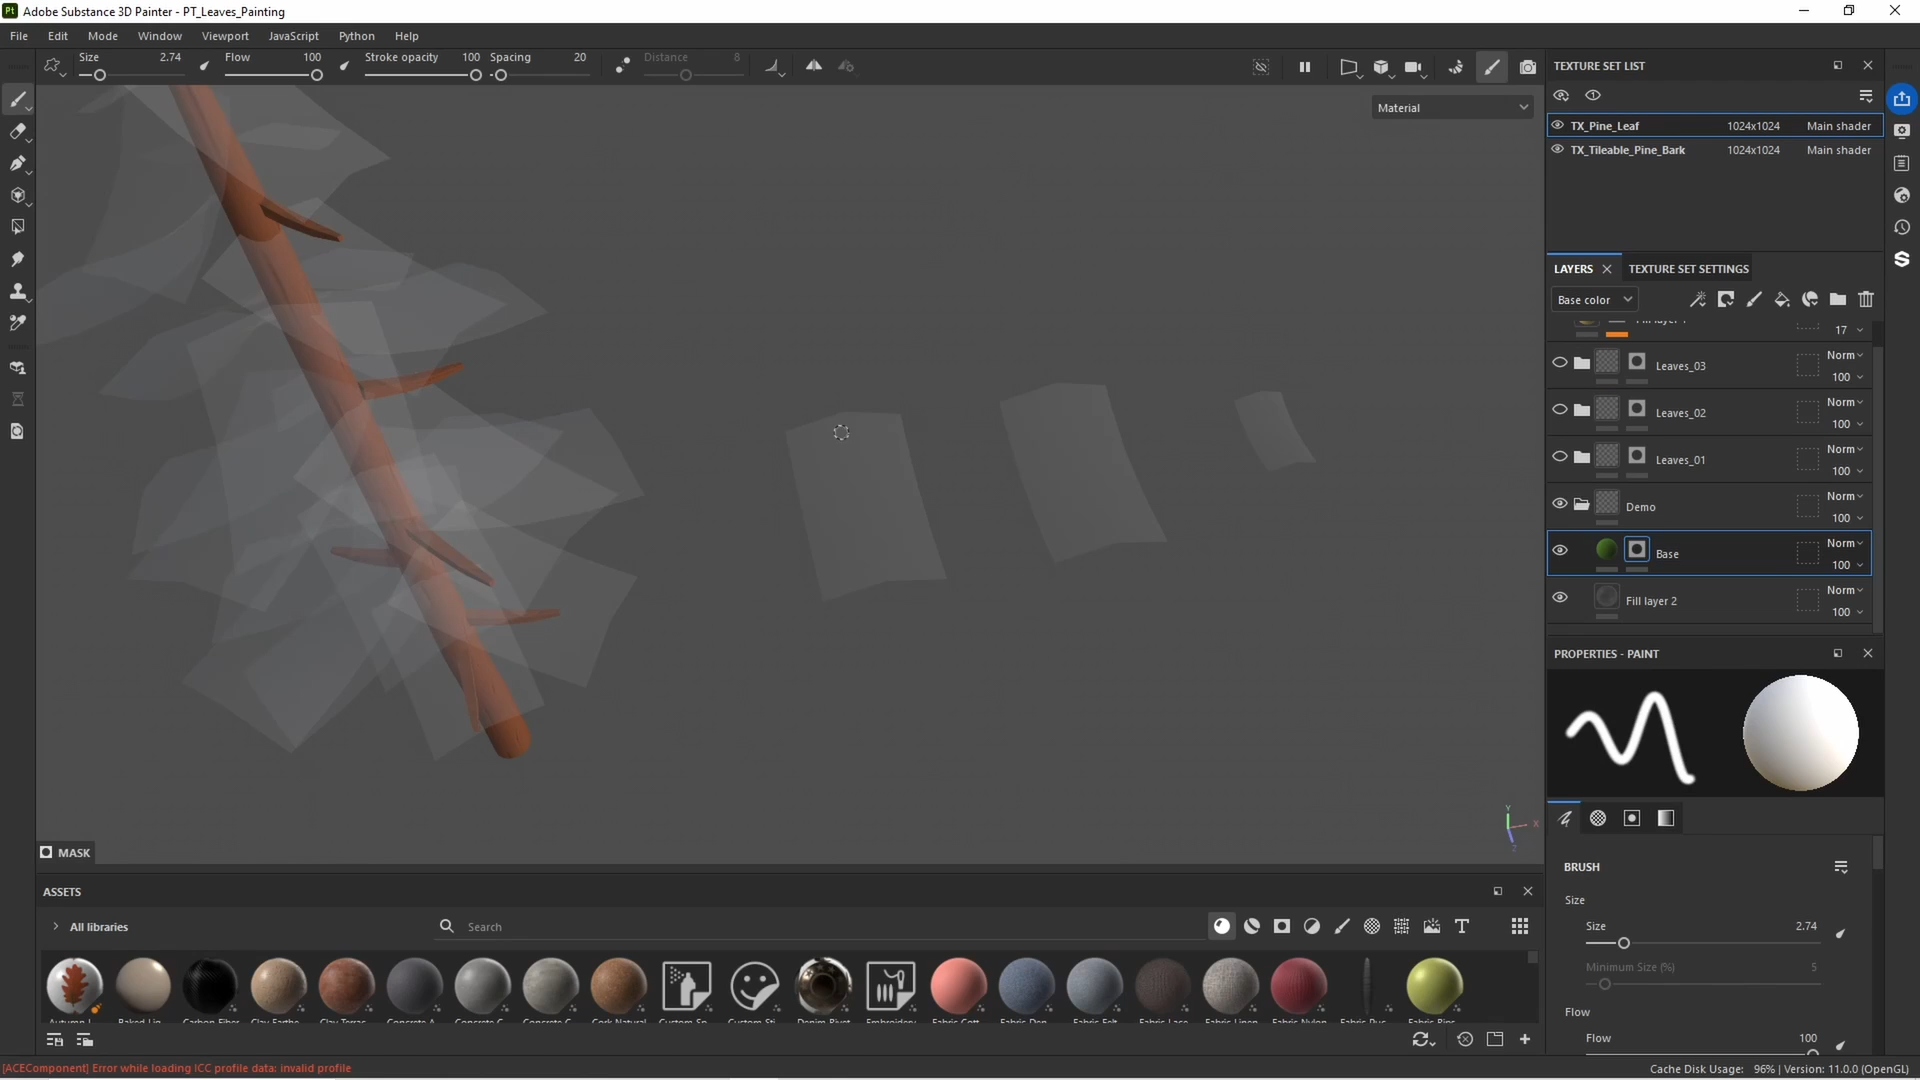 Pt Adobe Substance 3D Painter - PT_Leaves_Painting
File Edit Mode Window Viewport JavaScript Python Help
Size 2.74 Flow 100 Stroke opacity 100 Spacing 20 Distance 8
Material
TEXTURE SET LIST
TX_Pine_Leaf 1024x1024 Main shader
TX_Tileable_Pine_Bark 1024x1024 Main shader
LAYERS TEXTURE SET SETTINGS
Base color
17
Leaves_03 Norm 100
Leaves_02 Norm 100
Leaves_01 Norm 100
Demo Norm 100
Base Norm 100
Fill layer 2 Norm 100
PROPERTIES - PAINT
BRUSH
Size
Size 2.74
Minimum Size (%) 5
Flow
Flow 100
Y
X
Z
MASK
ASSETS
All libraries
Search
[ACEComponent] Error while loading ICC profile data: invalid profile
Cache Disk Usage: 96% | Version: 11.0.0 (OpenGL)